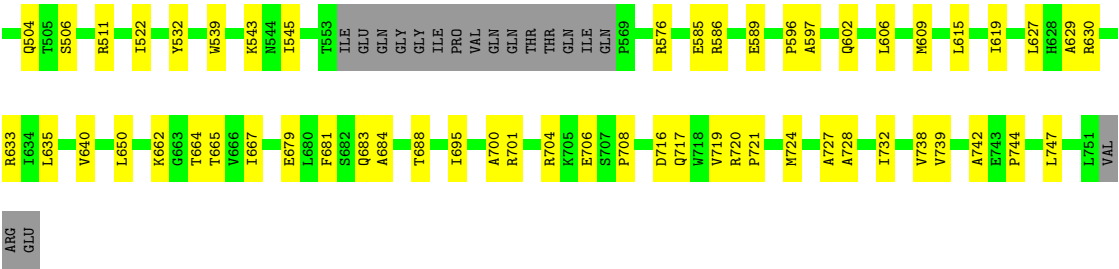 Q504 T505 S506 R511 I522 Y532 W539 K543 N544 I545 T553 ILE GLU GLN GLY GLY ILE PRO VAL GLN GLN THR THR GLN ILE GLN P569 R576 E585 R586 E589 P596 A597 Q602 L606 M609 L615 I619 L627 H628 A629 R630
R633 I634 L635 V640 L650 K662 G663 T664 T665 V666 I667 E679 L680 F681 S682 Q683 A684 T688 I695 A700 R701 R704 K705 E706 S707 P708 D716 Q717 W718 V719 R720 P721 M724 A727 A728 I732 V738 V739 A742 E743 P744 L747 L751 VAL
ARG GLU